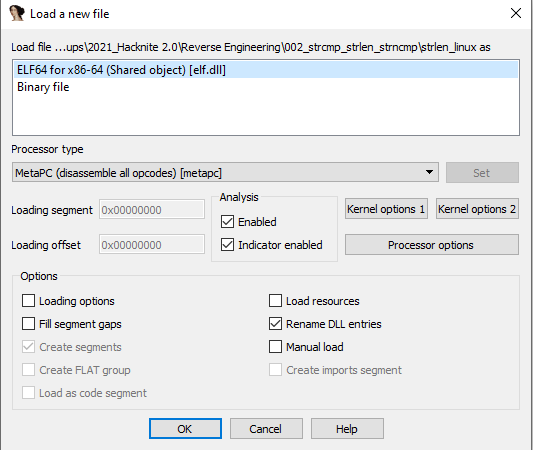 Load a new file
Load file ...ups\2021_Hacknite 2.0\Reverse Engineering\002_strcmp_strlen_strncmp\strlen_linux as
ELF64 for x86-64 (Shared object) [elf.dll]
Binary file
Processor type
MetaPC (disassemble all opcodes) [metapc]
Set
Loading segment 0x00000000
Loading offset 0x00000000
Analysis
Enabled
Indicator enabled
Kernel options 1 Kernel options 2
Processor options
Options
Loading options
Fill segment gaps
Create segments
Create FLAT group
Load as code segment
Load resources
Rename DLL entries
Manual load
Create imports segment
OK Cancel Help